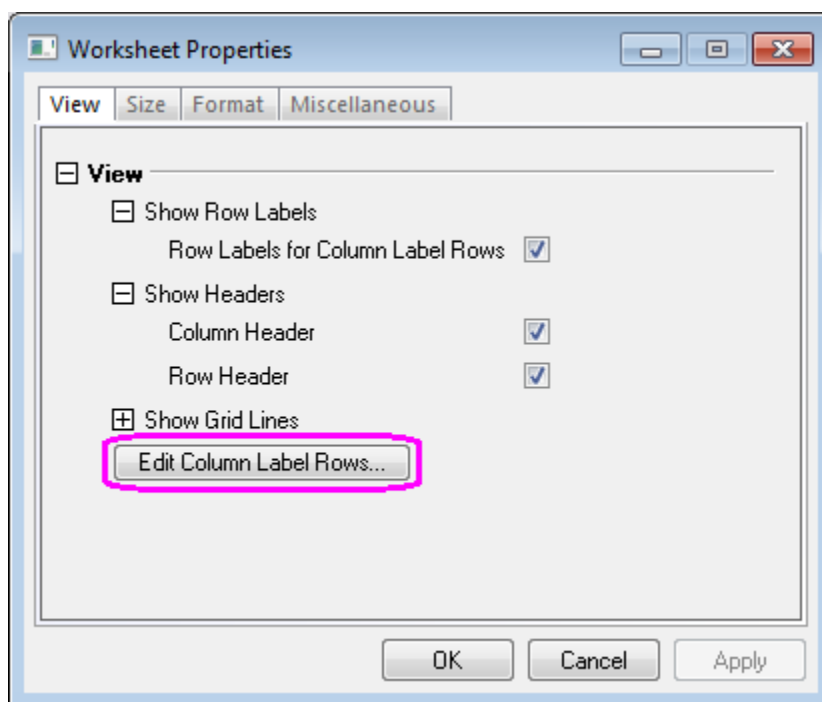 Worksheet Properties
View Size Format Miscellaneous
View
Show Row Labels
Row Labels for Column Label Rows
Show Headers
Column Header
Row Header
Show Grid Lines
Edit Column Label Rows...
OK Cancel Apply